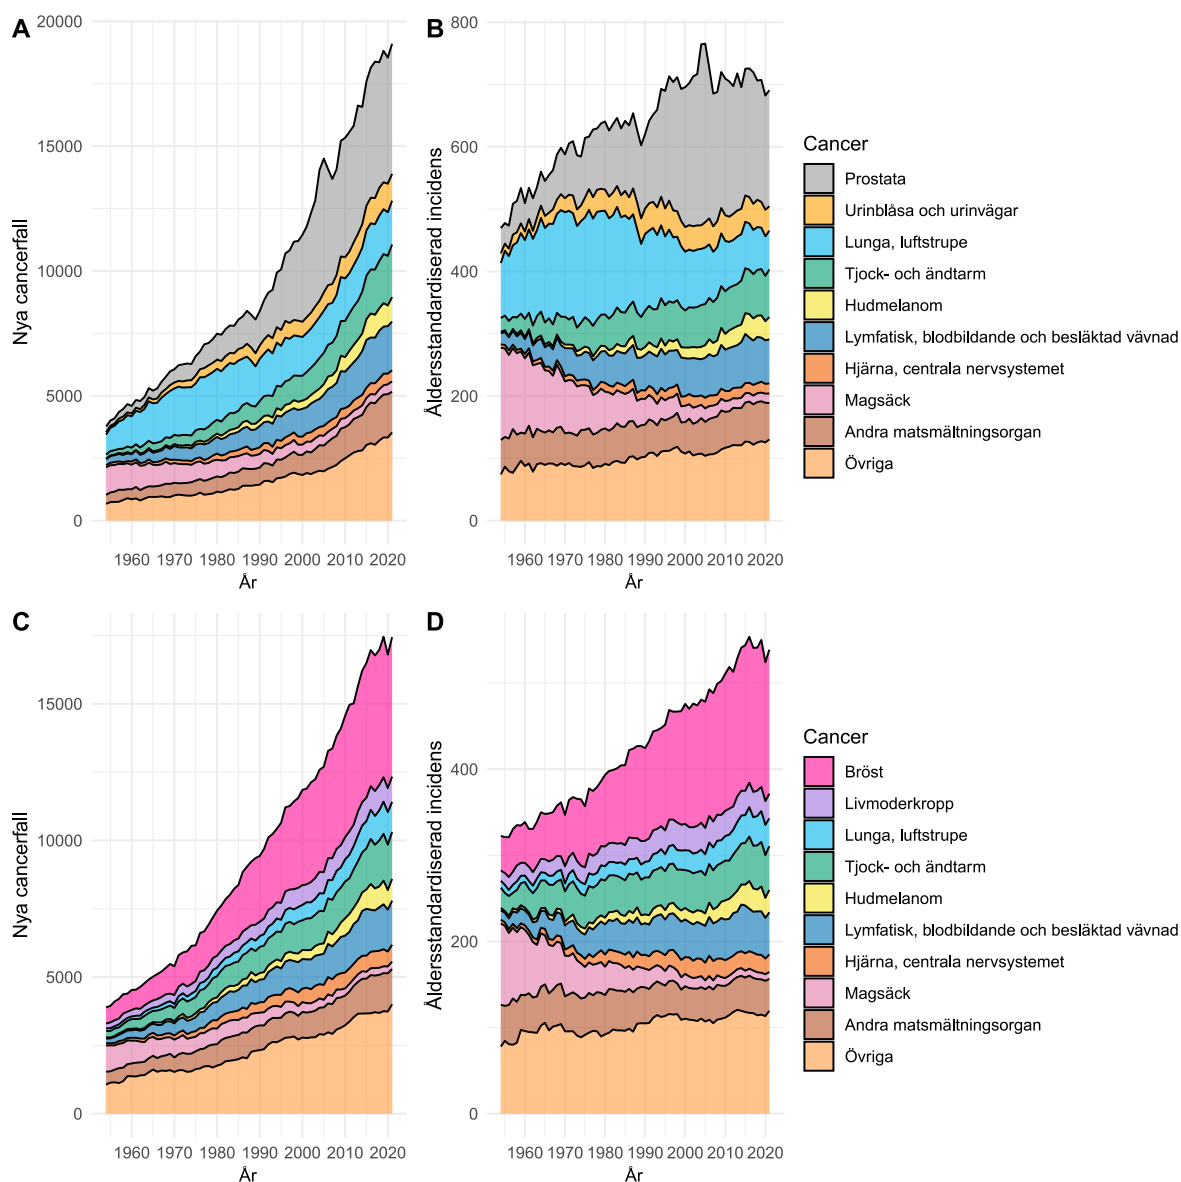 A
Nya cancerfall
20000
15000
10000
5000
0
1960 1970 1980 1990 2000 2010 2020
År
B
Åldersstandardiserad incidens
800
600
400
200
0
1960 1970 1980 1990 2000 2010 2020
År
Cancer
Prostata
Urinblåsa och urinvägar
Lunga, luftstrupe
Tjock- och ändtarm
Hudmelanom
Lymfatisk, blodbildande och besläktad vävnad
Hjärna, centrala nervsystemet
Magsäck
Andra matsmältningsorgan
Övriga
C
Nya cancerfall
15000
10000
5000
0
1960 1970 1980 1990 2000 2010 2020
År
D
Åldersstandardiserad incidens
400
200
0
1960 1970 1980 1990 2000 2010 2020
År
Cancer
Bröst
Livmoderkropp
Lunga, luftstrupe
Tjock- och ändtarm
Hudmelanom
Lymfatisk, blodbildande och besläktad vävnad
Hjärna, centrala nervsystemet
Magsäck
Andra matsmältningsorgan
Övriga